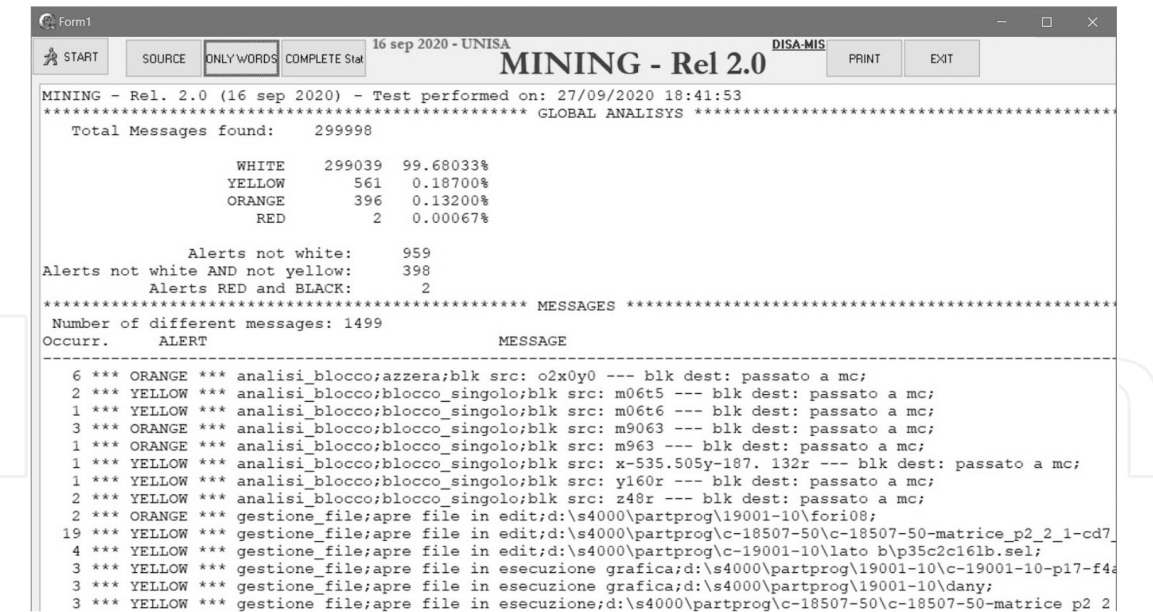 Form1
START SOURCE ONLY WORDS COMPLETE Stat 16 sep 2020 - UNISA MINING - Rel 2.0 DISA-MIS PRINT EXIT
MINING - Rel. 2.0 (16 sep 2020) - Test performed on: 27/09/2020 18:41:53
************************************************** GLOBAL ANALISYS ********************************************
Total Messages found: 299998
WHITE 299039 99.68033%
YELLOW 561 0.18700%
ORANGE 396 0.13200%
RED 2 0.00067%
Alerts not white: 959
Alerts not white AND not yellow: 398
Alerts RED and BLACK: 2
************************************************** MESSAGES ***************************************************
Number of different messages: 1499
Occurr. ALERT MESSAGE
---------------------------------------------------------------------------------------------------------------
6 *** ORANGE *** analisi_blocco;azzera;blk src: o2x0y0 --- blk dest: passato a mc;
2 *** YELLOW *** analisi_blocco;blocco_singolo;blk src: m06t5 --- blk dest: passato a mc;
1 *** YELLOW *** analisi_blocco;blocco_singolo;blk src: m06t6 --- blk dest: passato a mc;
3 *** ORANGE *** analisi_blocco;blocco_singolo;blk src: m9063 --- blk dest: passato a mc;
1 *** ORANGE *** analisi_blocco;blocco_singolo;blk src: m963 --- blk dest: passato a mc;
1 *** YELLOW *** analisi_blocco;blocco_singolo;blk src: x-535.505y-187. 132r --- blk dest: passato a mc;
1 *** YELLOW *** analisi_blocco;blocco_singolo;blk src: y160r --- blk dest: passato a mc;
2 *** YELLOW *** analisi_blocco;blocco_singolo;blk src: z48r --- blk dest: passato a mc;
2 *** ORANGE *** gestione_file;apre file in edit;d:\s4000\partprog\19001-10\fori08;
19 *** YELLOW *** gestione_file;apre file in edit;d:\s4000\partprog\c-18507-50\c-18507-50-matrice_p2_2_1-cd7_
4 *** YELLOW *** gestione_file;apre file in edit;d:\s4000\partprog\c-19001-10\lato b\p35c2c161b.sel;
3 *** YELLOW *** gestione_file;apre file in esecuzione grafica;d:\s4000\partprog\19001-10\c-19001-10-p17-f4a
3 *** YELLOW *** gestione_file;apre file in esecuzione grafica;d:\s4000\partprog\19001-10\dany;
3 *** YELLOW *** gestione_file;apre file in esecuzione;d:\s4000\partprog\c-18507-50\c-18507-50-matrice_p2_2